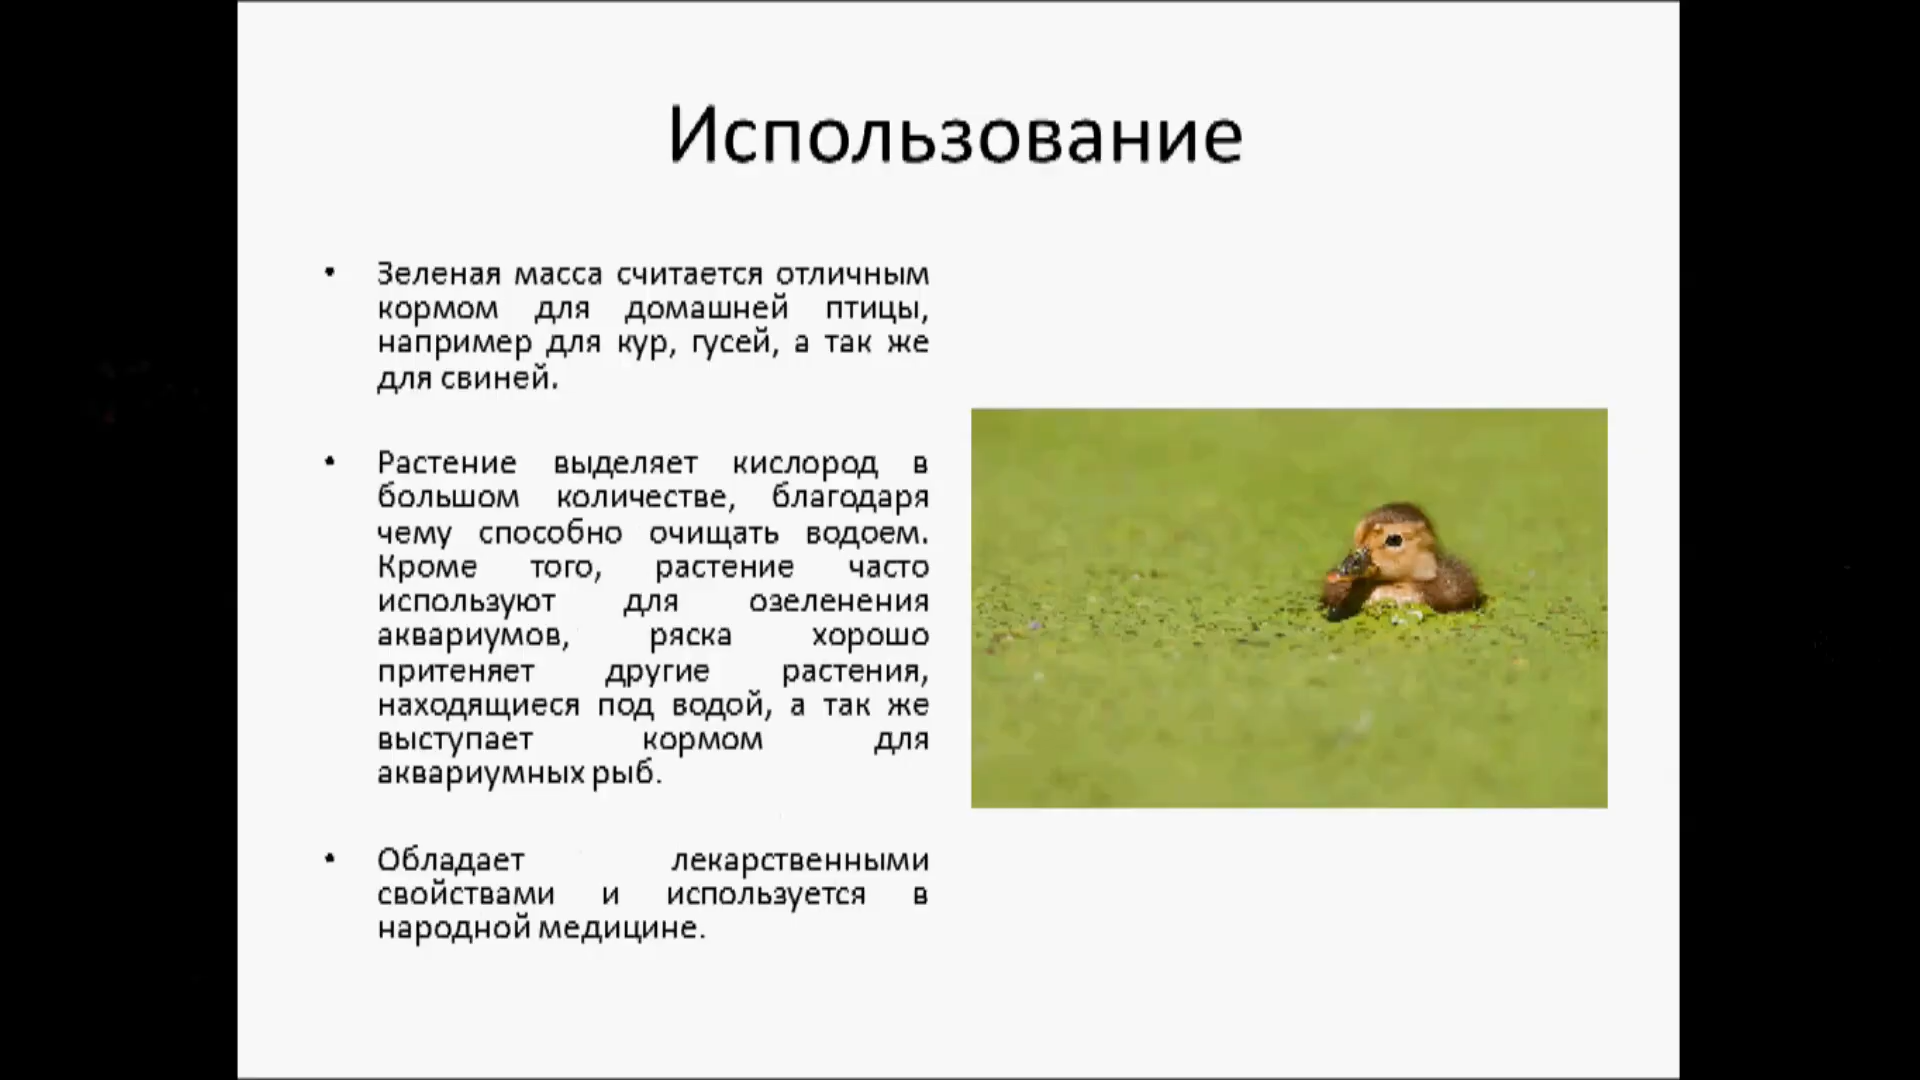 Использование
• Зеленая масса считается отличным
кормом для домашней птицы,
например для кур, гусей, а так же
для свиней.
• Растение выделяет кислород в
большом количестве, благодаря
чему способно очищать водоем.
Кроме того, растение часто
используют для озеленения
аквариумов, ряска хорошо
притеняет другие растения,
находящиеся под водой, а так же
выступает кормом для
аквариумных рыб.
• Обладает лекарственными
свойствами и используется в
народной медицине.